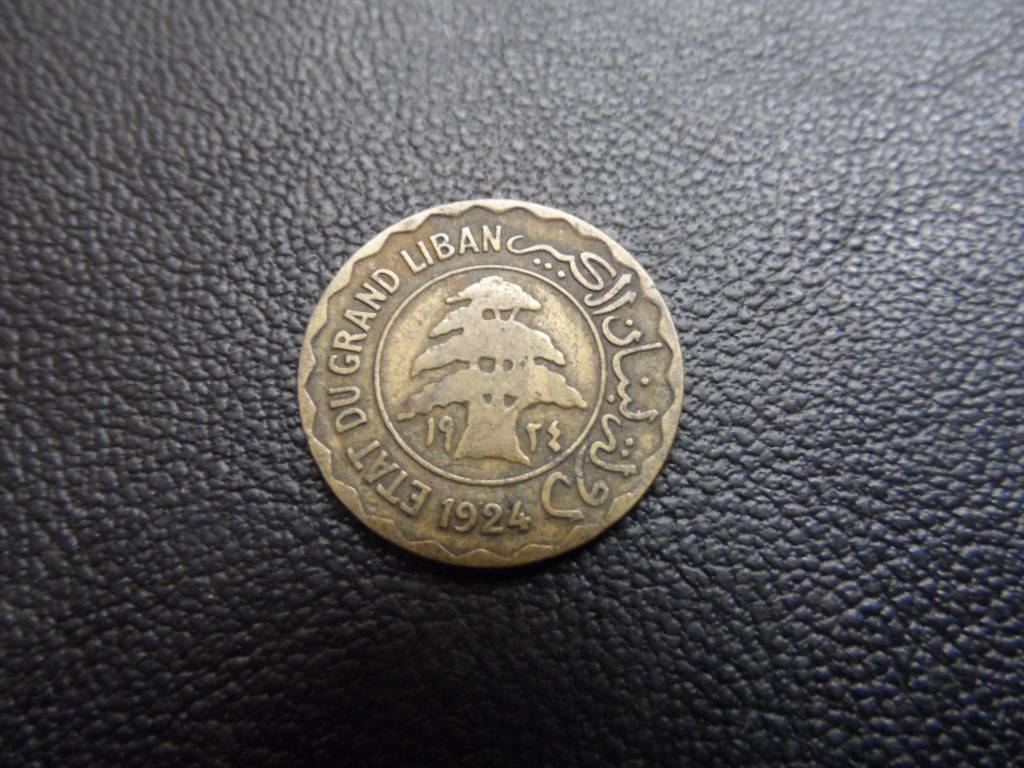 ETAT DU GRAND LIBAN
دولة لبنان الكبير
١٩٢٤
1924